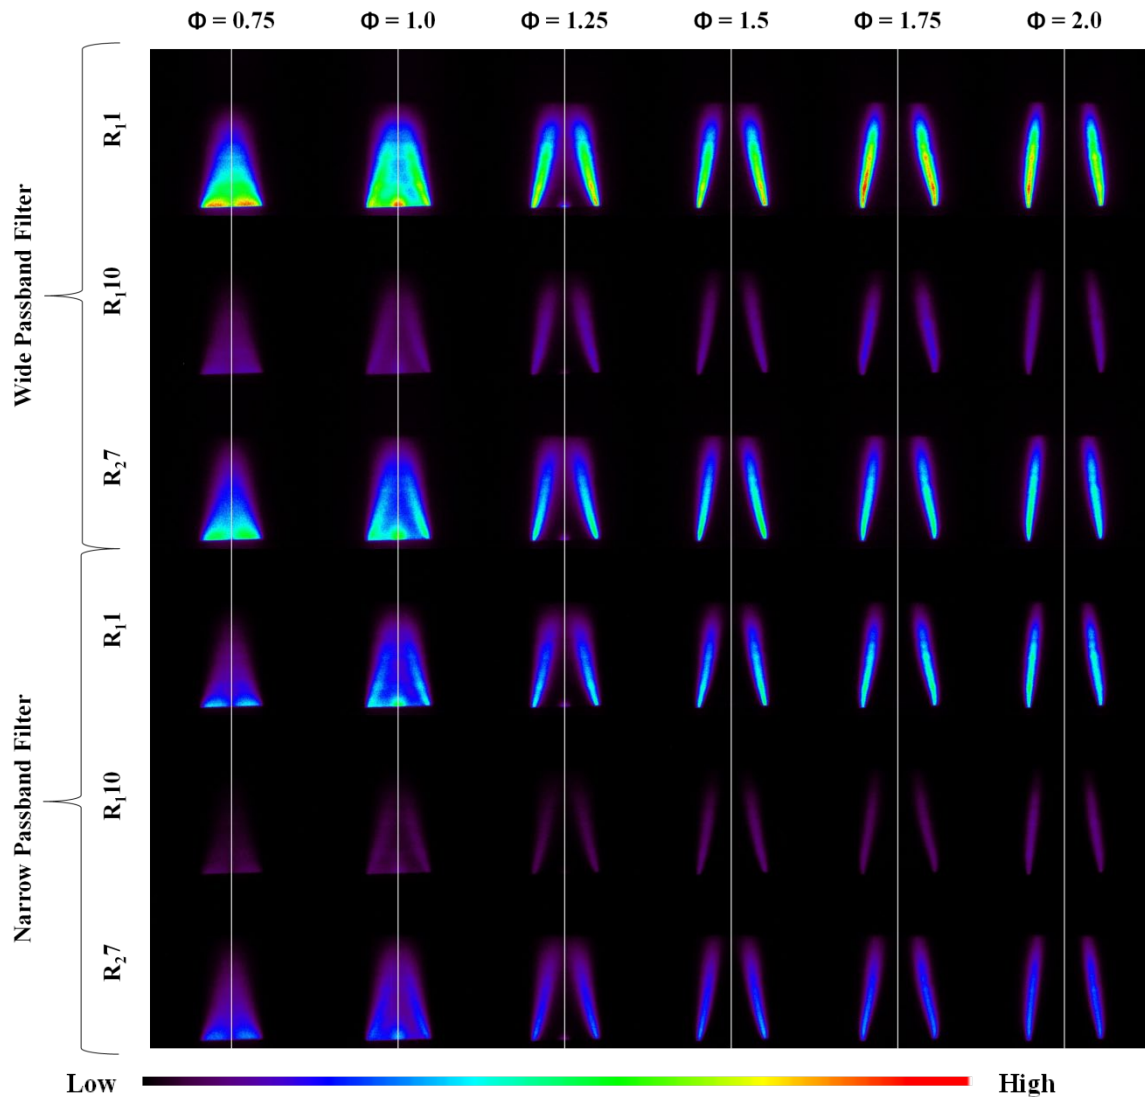 Φ = 0.75 Φ = 1.0 Φ = 1.25 Φ = 1.5 Φ = 1.75 Φ = 2.0
Wide Passband Filter
R₁1
R₁10
R₂7
Narrow Passband Filter
R₁1
R₁10
R₂7
Low High